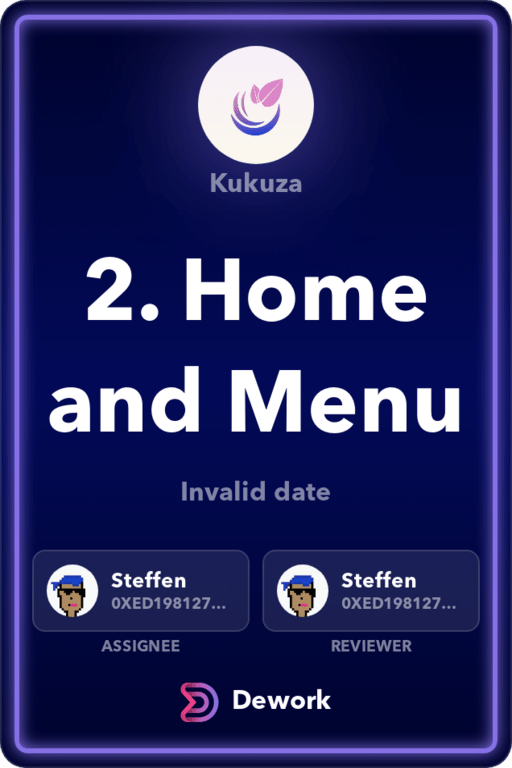 Kukuza
2. Home
and Menu
Invalid date
Steffen
0XED198127...
ASSIGNEE
Steffen
0XED198127...
REVIEWER
Dework